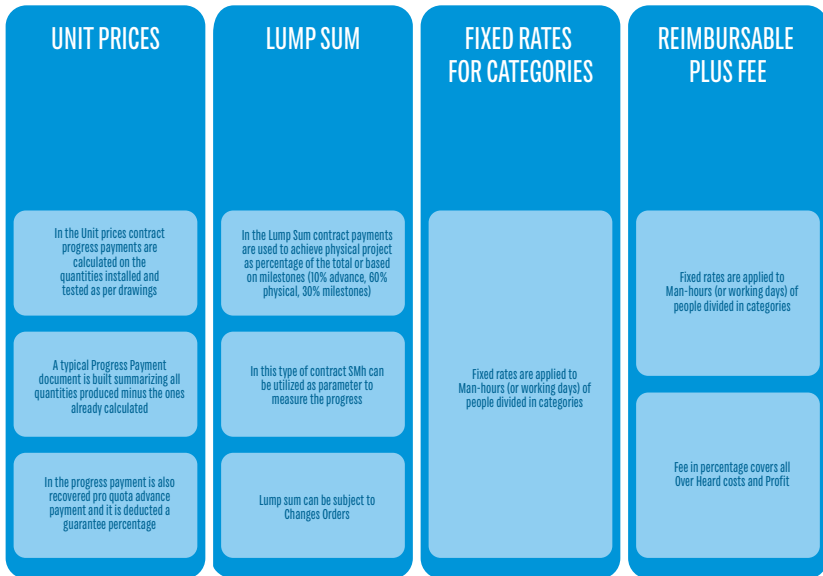 UNIT PRICES
In the Unit prices contract
progress payments are
calculated on the
quantities installed and
tested as per drawings
A typical Progress Payment
document is built summarizing all
quantities produced minus the ones
already calculated
In the progress payment is also
recovered pro quota advance
payment and it is deducted a
guarantee percentage
LUMP SUM
In the Lump Sum contract payments
are used to achieve physical project
as percentage of the total or based
on milestones (10% advance, 60%
physical, 30% milestones)
In this type of contract SMh can
be utilized as parameter to
measure the progress
Lump sum can be subject to
Changes Orders
FIXED RATES
FOR CATEGORIES
Fixed rates are applied to
Man-hours (or working days) of
people divided in categories
REIMBURSABLE
PLUS FEE
Fixed rates are applied to
Man-hours (or working days) of
people divided in categories
Fee in percentage covers all
Over Heard costs and Profit